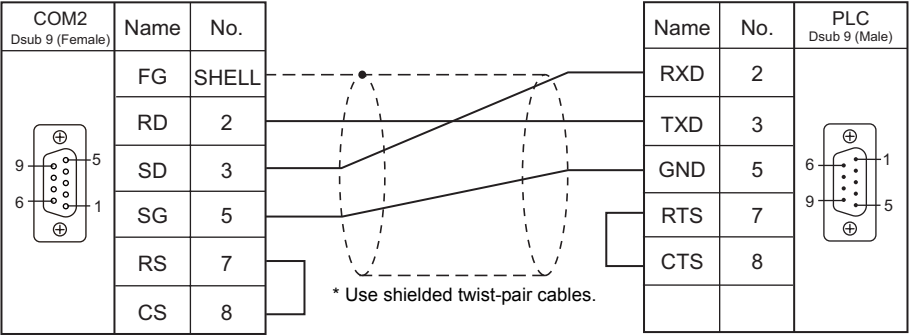 COM2
Dsub 9 (Female)
Name No.
FG SHELL
RD 2
SD 3
SG 5
RS 7
CS 8
9 5
6 1
* Use shielded twist-pair cables.
Name No.
PLC
Dsub 9 (Male)
RXD 2
TXD 3
GND 5
RTS 7
CTS 8
6 1
9 5